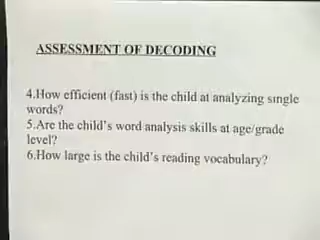 ASSESSMENT OF DECODING
4.How efficient (fast) is the child at analyzing single
words?
5.Are the child's word analysis skills at age/grade
level?
6.How large is the child's reading vocabulary?